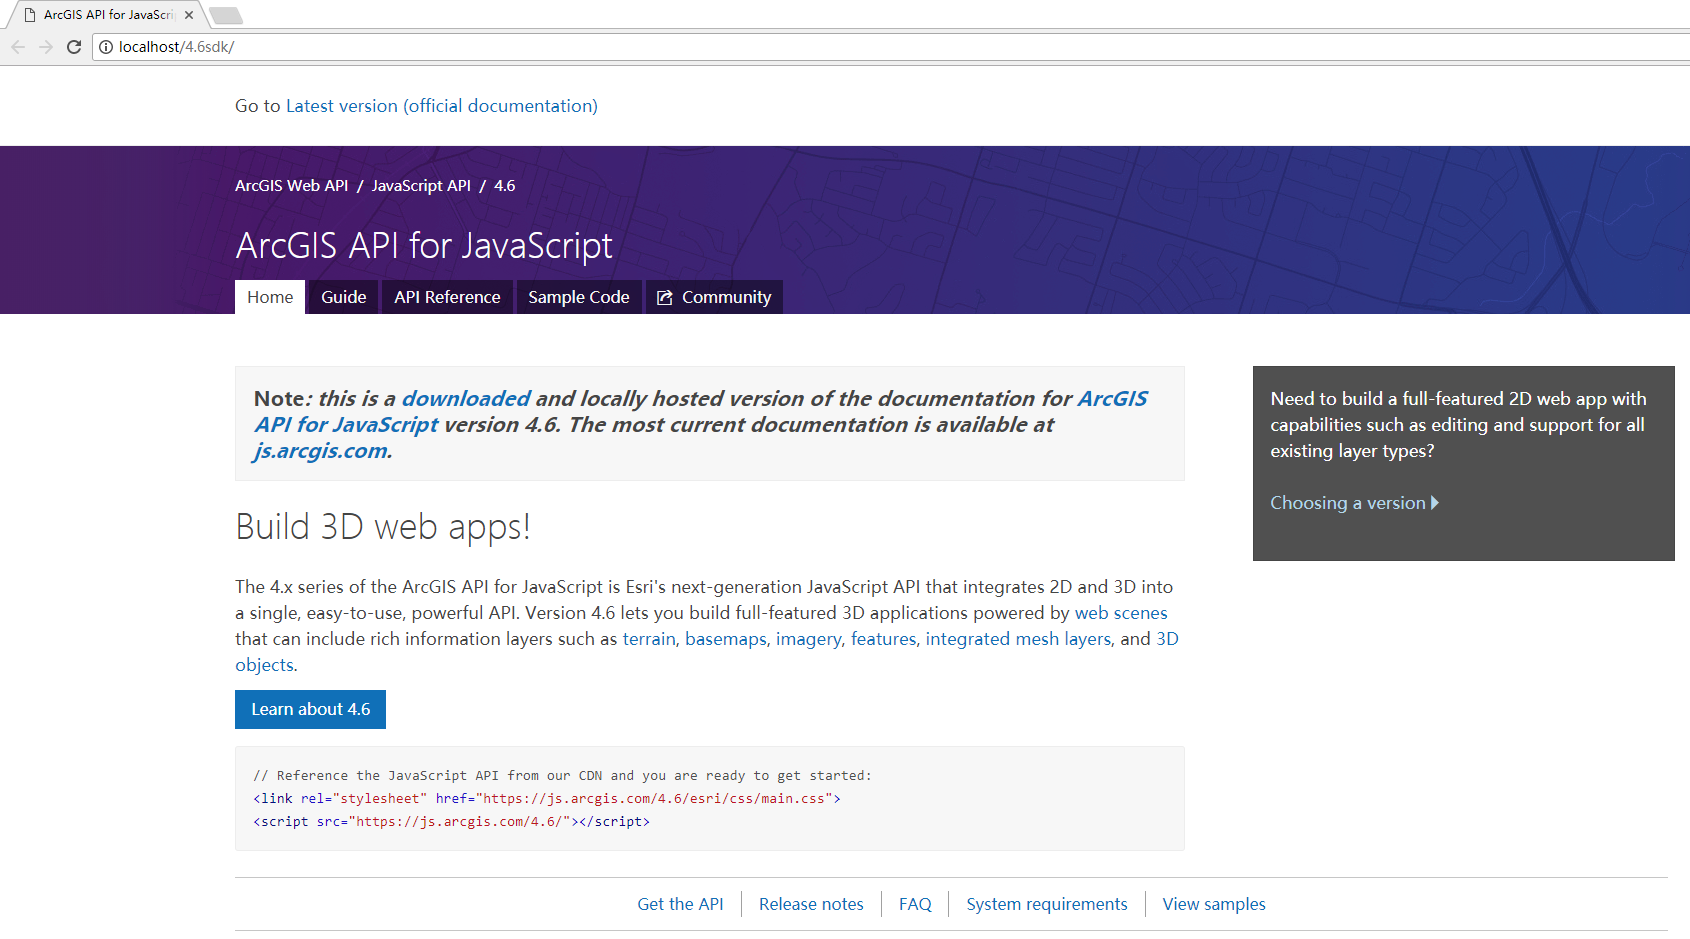 ArcGIS API for JavaScri
localhost/4.6sdk/
Go to Latest version (official documentation)
ArcGIS Web API / JavaScript API / 4.6
ArcGIS API for JavaScript
Home Guide API Reference Sample Code Community
Note: this is a downloaded and locally hosted version of the documentation for ArcGIS
API for JavaScript version 4.6. The most current documentation is available at
js.arcgis.com.
Need to build a full-featured 2D web app with
capabilities such as editing and support for all
existing layer types?
Choosing a version
Build 3D web apps!
The 4.x series of the ArcGIS API for JavaScript is Esri's next-generation JavaScript API that integrates 2D and 3D into
a single, easy-to-use, powerful API. Version 4.6 lets you build full-featured 3D applications powered by web scenes
that can include rich information layers such as terrain, basemaps, imagery, features, integrated mesh layers, and 3D
objects.
Learn about 4.6
// Reference the JavaScript API from our CDN and you are ready to get started:
<link rel="stylesheet" href="https://js.arcgis.com/4.6/esri/css/main.css">
<script src="https://js.arcgis.com/4.6/"></script>
Get the API Release notes FAQ System requirements View samples